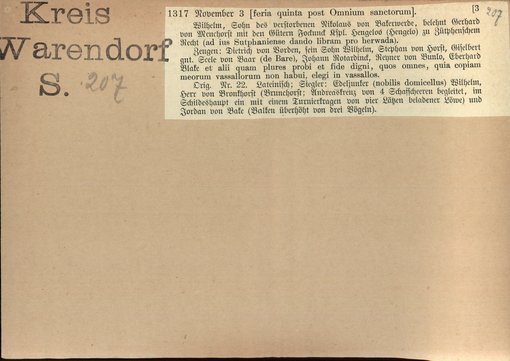 Kreis
Warendorf
S. 207
1317 November 3 [feria quinta post Omnium sanctorum]. [3
207
Wilhelm, Sohn des verstorbenen Nikolaus von Bakerwerde, belehnt Gerhard
von Menchorst mit den Gütern Fockund Kspl. Hengelos (Hengelo) zu Zütphenschem
Recht (ad ius Sutphaniense dando libram pro herwada).
Zeugen: Dietrich von Vorden, sein Sohn Wilhelm, Stephan von Horst, Giselbert
gut. Seele von Baar (de Bare), Johann Notarbinck, Reyner von Bunlo, Eberhard
Blake et alii quam plures probi et fide digni, quos omnes, quia copiam
meorum vassallorum non habui, elegi in vassallos.
Orig. Nr. 22. Lateinisch; Siegler: Edeljunker (nobilis domicellus) Wilhelm,
Herr von Bronkhorst (Brunchorst; Andreaskreuz von 4 Schafscheeren begleitet, im
Schildeshaupt ein mit einem Turnierkragen von vier Lätzen beladener Löwe) und
Jordan von Bake (Balken überhöht von drei Vögeln).